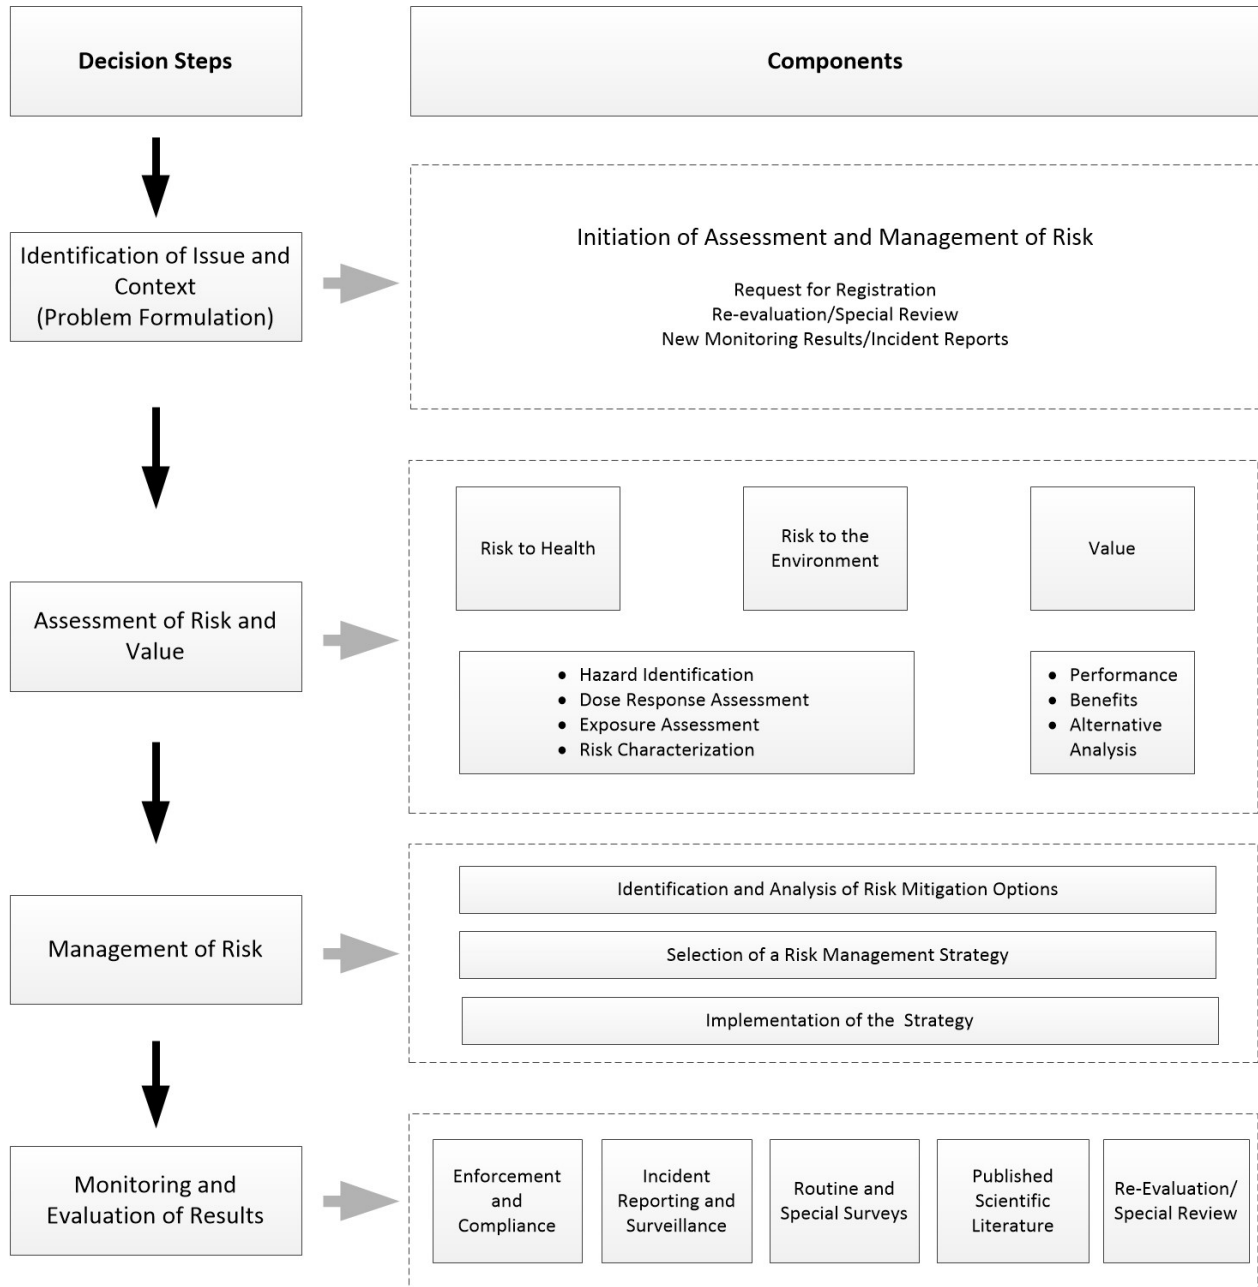 Decision Steps
Components
Identification of Issue and
Context
(Problem Formulation)
Initiation of Assessment and Management of Risk
Request for Registration
Re-evaluation/Special Review
New Monitoring Results/Incident Reports
Assessment of Risk and
Value
Risk to Health
Risk to the
Environment
Value
• Hazard Identification
• Dose Response Assessment
• Exposure Assessment
• Risk Characterization
• Performance
• Benefits
• Alternative
Analysis
Management of Risk
Identification and Analysis of Risk Mitigation Options
Selection of a Risk Management Strategy
Implementation of the Strategy
Monitoring and
Evaluation of Results
Enforcement
and
Compliance
Incident
Reporting and
Surveillance
Routine and
Special Surveys
Published
Scientific
Literature
Re-Evaluation/
Special Review